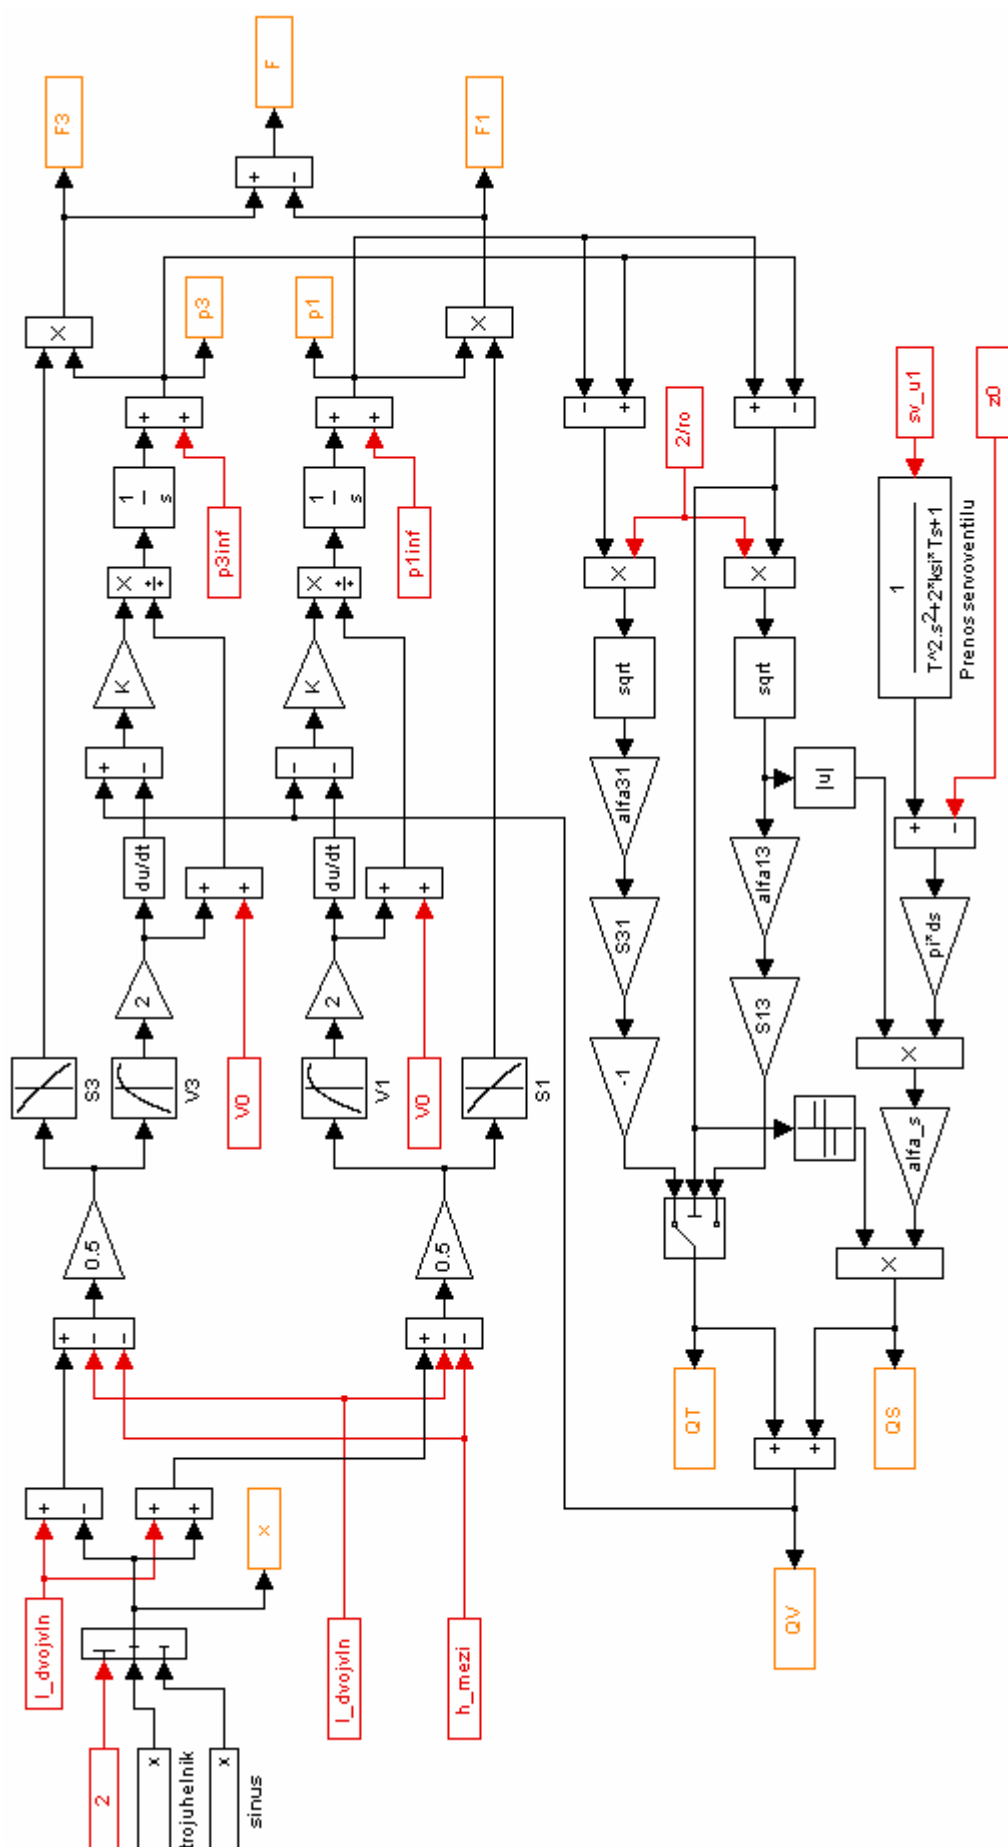 l_dvojvln
+
-
+
-
-
0.5
S3
X
F3
2
x
trojuhelnik
x
sinus
+
+
x
V3
2
du/dt
+
-
K
X
÷
1
s
+
+
p3
V0
+
+
p3inf
F
+
-
l_dvojvln
V1
2
du/dt
-
-
K
X
÷
1
s
+
+
p1
V0
+
+
p1inf
h_mezi
+
-
-
0.5
S1
X
F1
-1
S31
alfa31
sqrt
X
-
+
2/ro
QT
S13
alfa13
sqrt
X
+
-
QV
+
+
|u|
QS
X
alfa_s
X
pi*ds
+
-
1
T^2.s²+2*ksi*Ts+1
Prenos servoventilu
sv_u1
z0